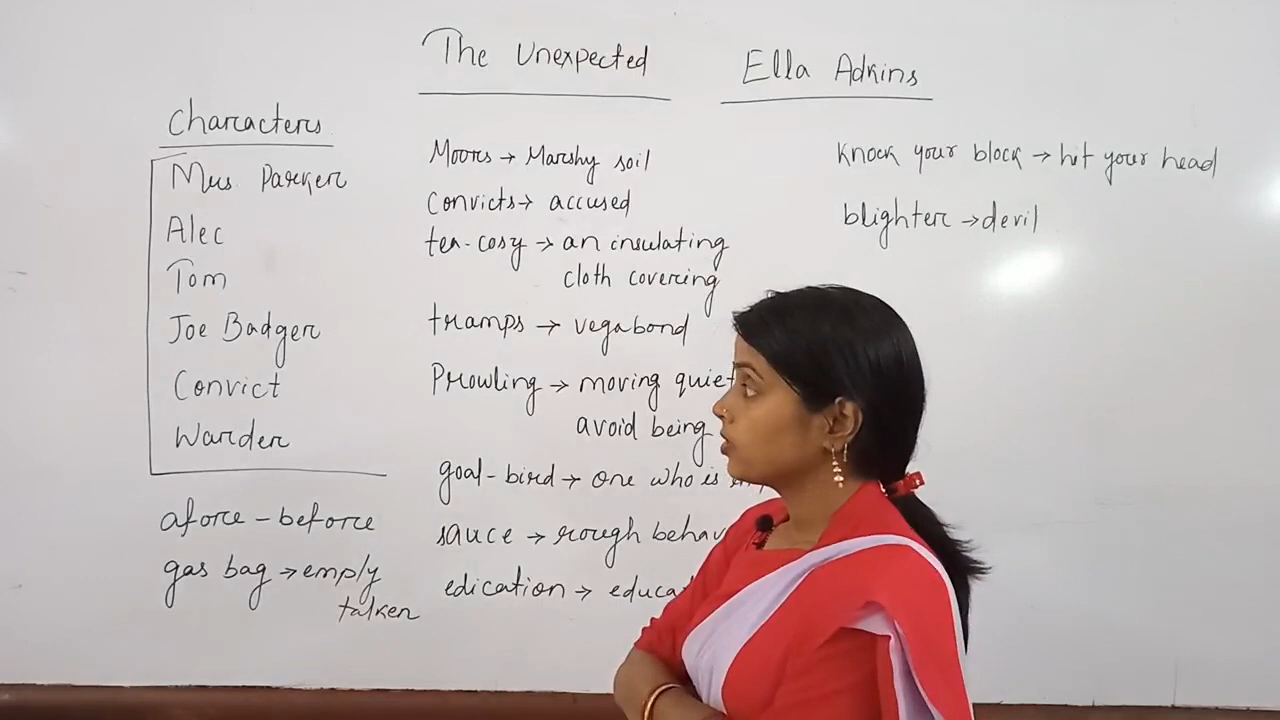 The Unexpected
Ella Adkins
Characters
Mrs. Parker
Alec
Tom
Joe Badger
Convict
Warder
afore - before
gas bag → emply
talker
Moors → Marshy soil
Convicts → accused
tea-cosy → an insulating
cloth covering
tramps → vegabond
Prowling → moving quiet
avoid being
goal-bird → one who is
sauce → rough behav
edication → educa
Knock your block → hit your head
blighter → devil